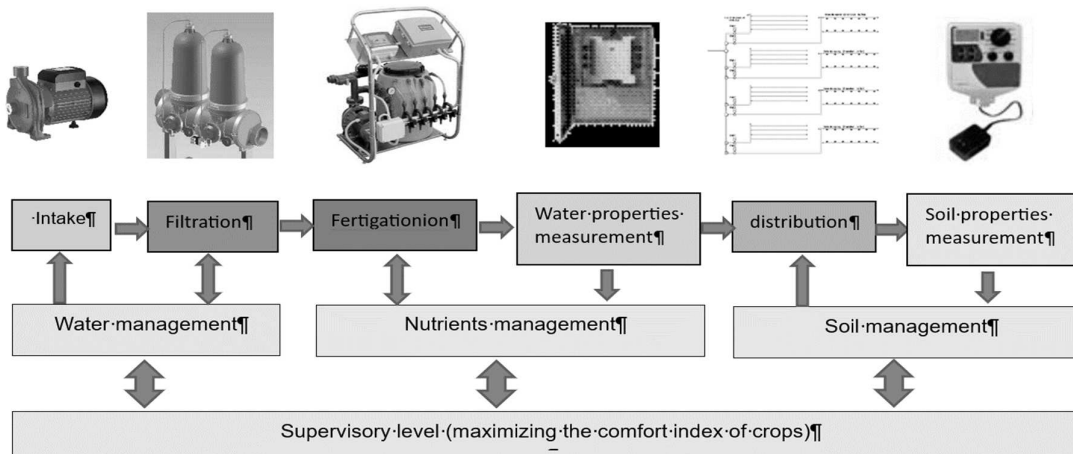 ·Intake¶
Filtration¶
Fertigationion¶
Water·properties·
measurement¶
distribution¶
Soil·properties·
measurement¶
Water·management¶
Nutrients·management¶
Soil·management¶
Supervisory·level·(maximizing·the·comfort·index·of·crops)¶